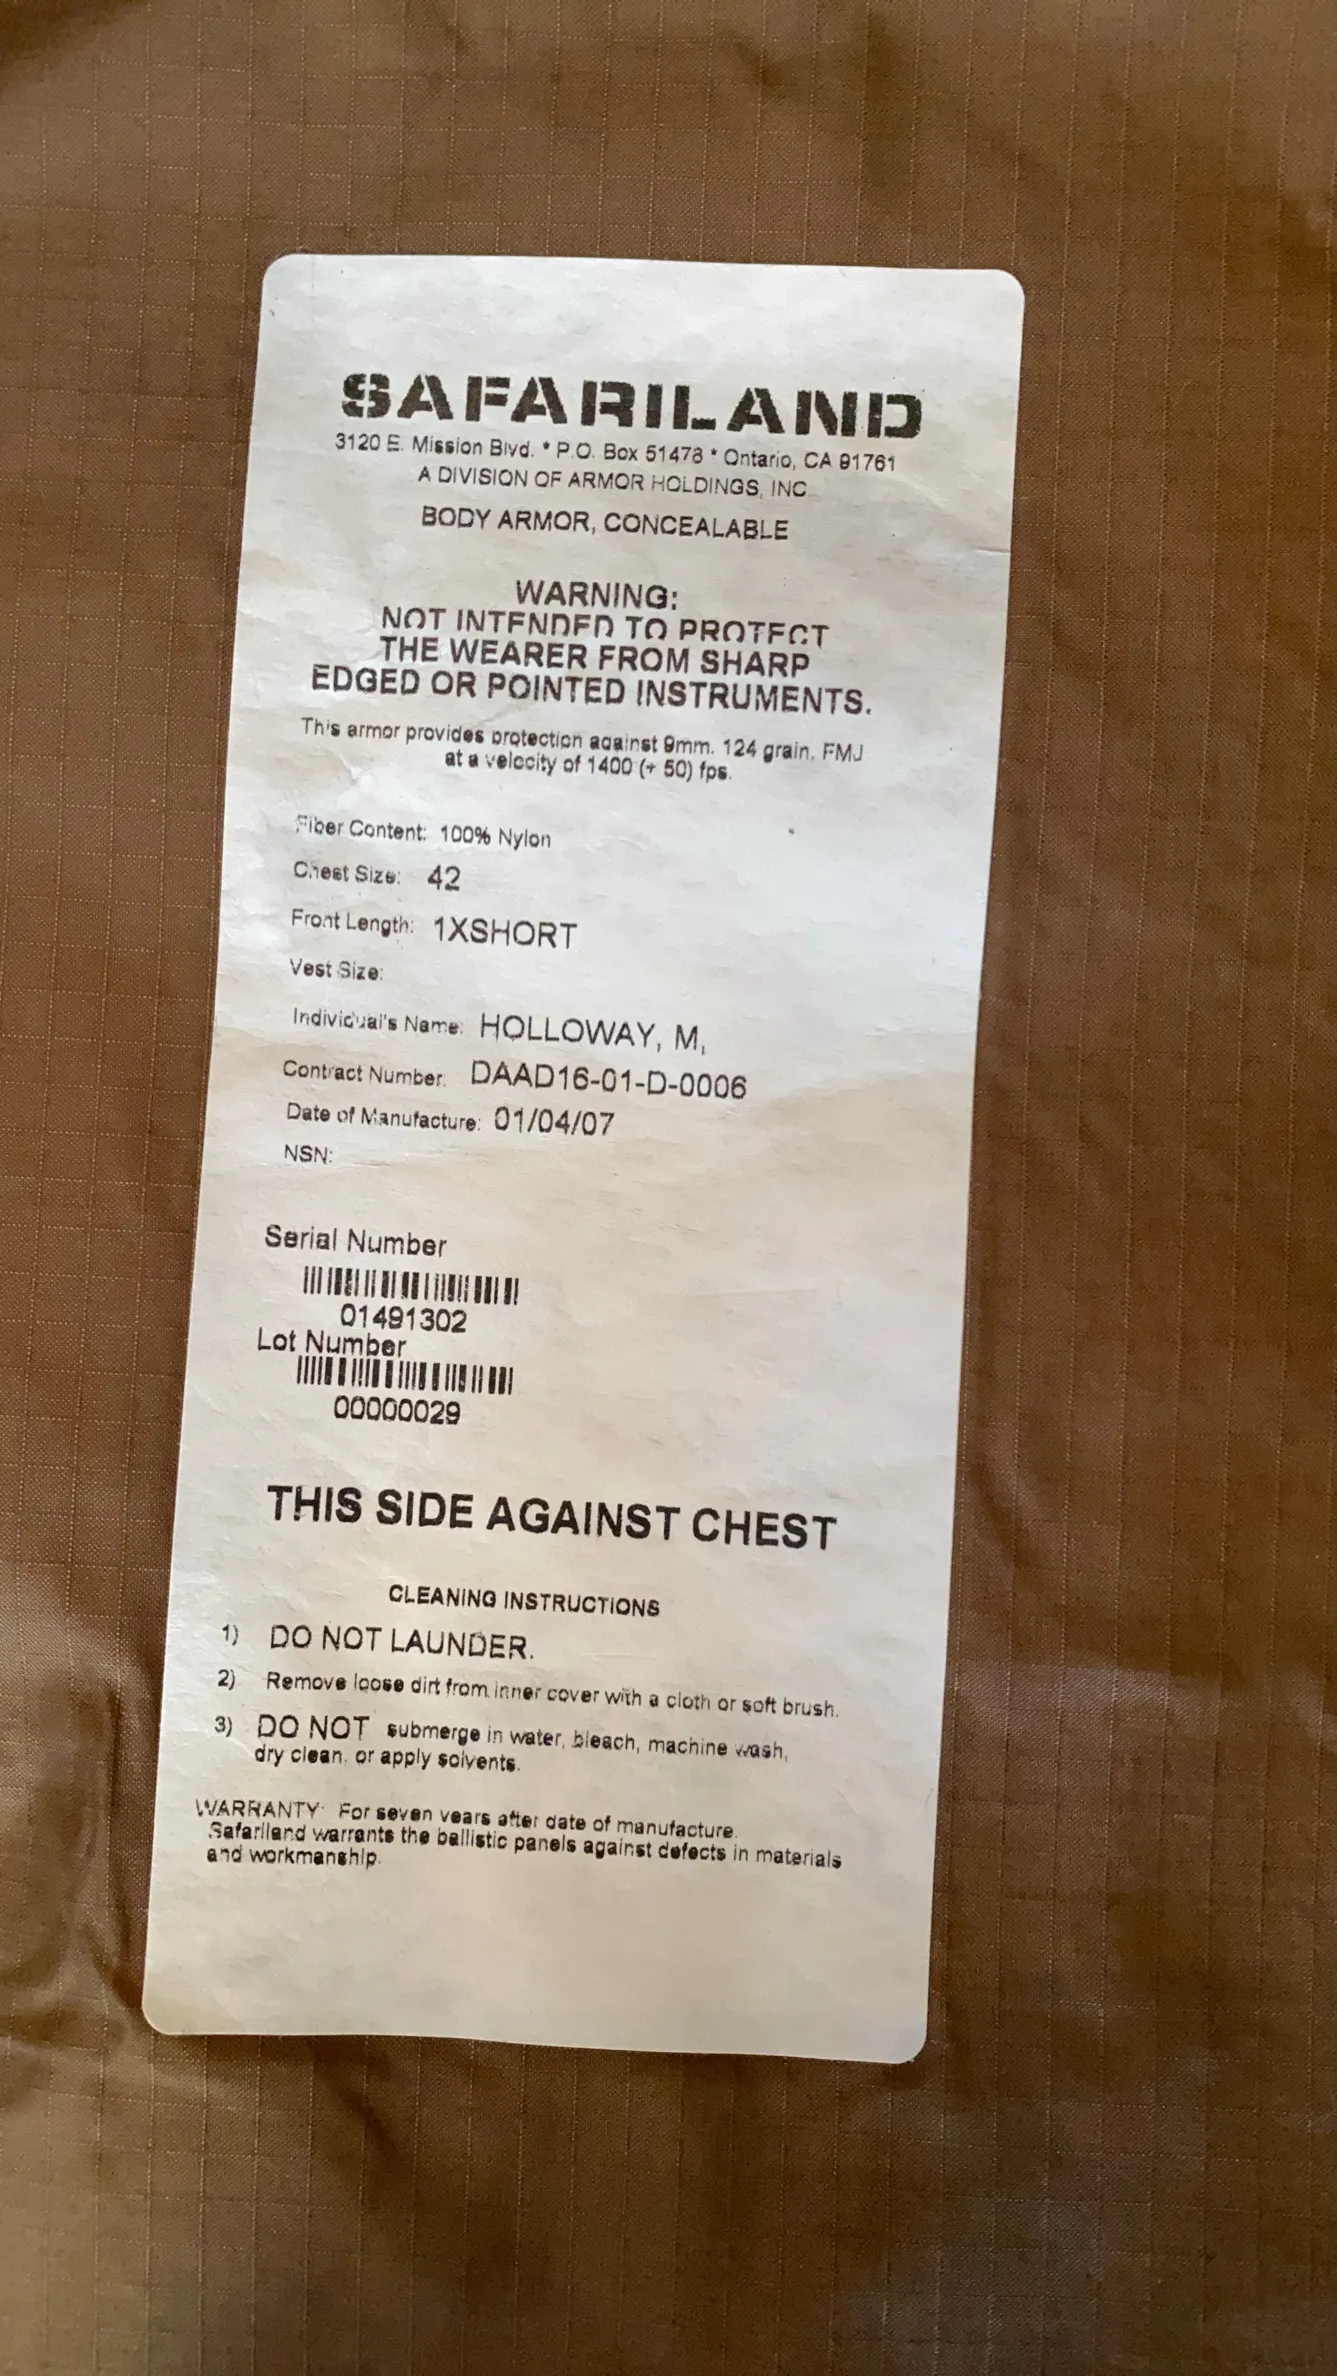 SAFARILAND
3120 E. Mission Blvd. * P.O. Box 51478 * Ontario, CA 91761
A DIVISION OF ARMOR HOLDINGS, INC.
BODY ARMOR, CONCEALABLE
WARNING:
NOT INTENDED TO PROTECT
THE WEARER FROM SHARP
EDGED OR POINTED INSTRUMENTS.
This armor provides protection against 9mm, 124 grain, FMJ
at a velocity of 1400 (+ 50) fps.
Fiber Content: 100% Nylon
Chest Size: 42
Front Length: 1XSHORT
Vest Size:
Individual's Name: HOLLOWAY, M,
Contract Number: DAAD16-01-D-0006
Date of Manufacture: 01/04/07
NSN:
Serial Number
01491302
Lot Number
00000029
THIS SIDE AGAINST CHEST
CLEANING INSTRUCTIONS
1) DO NOT LAUNDER.
2) Remove loose dirt from inner cover with a cloth or soft brush.
3) DO NOT submerge in water, bleach, machine wash,
dry clean, or apply solvents.
WARRANTY: For seven years after date of manufacture.
Safariland warrants the ballistic panels against defects in materials
and workmanship.